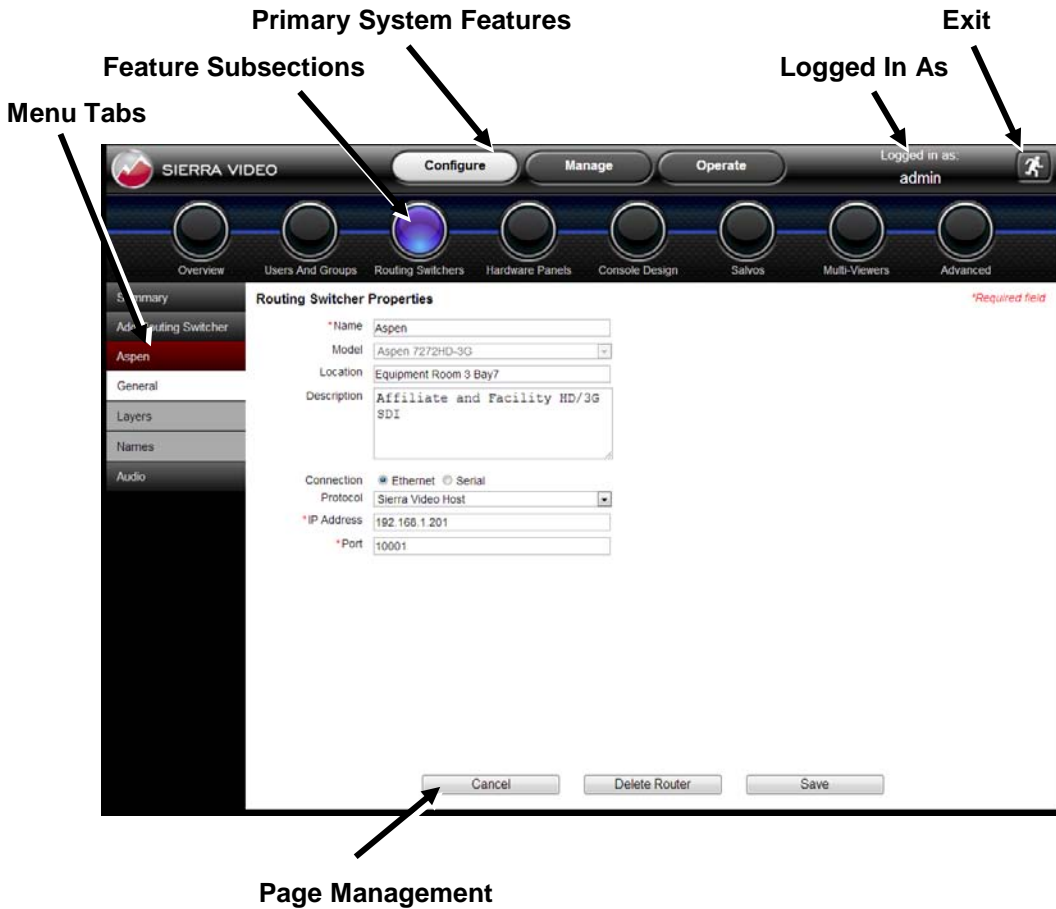 Primary System Features
Exit
Feature Subsections
Logged In As
Menu Tabs
SIERRA VIDEO
Configure
Manage
Operate
Logged in as:
admin
Overview
Users And Groups
Routing Switchers
Hardware Panels
Console Design
Salvos
Multi-Viewers
Advanced
Summary
Routing Switcher Properties
*Required field
Add Routing Switcher
*Name Aspen
Aspen
Model Aspen 7272HD-3G
General
Location Equipment Room 3 Bay7
Layers
Description Affiliate and Facility HD/3G
SDI
Names
Audio
Connection Ethernet Serial
Protocol Sierra Video Host
*IP Address 192.168.1.201
*Port 10001
Cancel
Delete Router
Save
Page Management